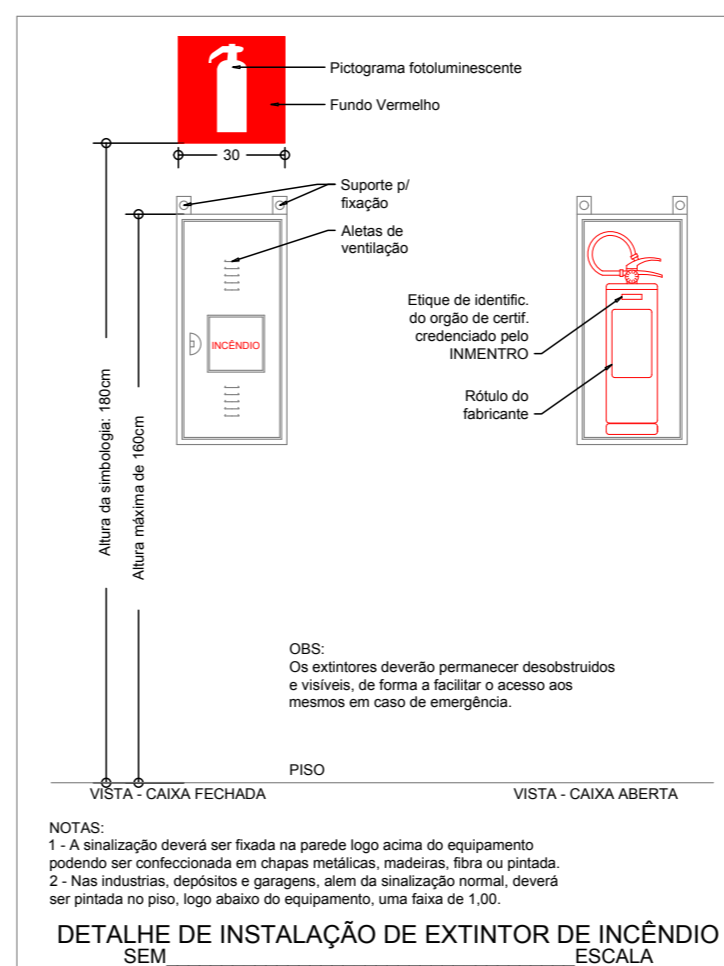 Pictograma fotoluminescente
Fundo Vermelho
30
Suporte p/
fixação
Aletas de
ventilação
INCÊNDIO
Etique de identific.
do orgão de certif.
credenciado pelo
INMENTRO
Rótulo do
fabricante
Altura da simbologia: 180cm
Altura máxima de 160cm
OBS:
Os extintores deverão permanecer desobstruidos
e visíveis, de forma a facilitar o acesso aos
mesmos em caso de emergência.
PISO
VISTA - CAIXA FECHADA
VISTA - CAIXA ABERTA
NOTAS:
1 - A sinalização deverá ser fixada na parede logo acima do equipamento
podendo ser confeccionada em chapas metálicas, madeiras, fibra ou pintada.
2 - Nas industrias, depósitos e garagens, alem da sinalização normal, deverá
ser pintada no piso, logo abaixo do equipamento, uma faixa de 1,00.
DETALHE DE INSTALAÇÃO DE EXTINTOR DE INCÊNDIO
SEM ESCALA